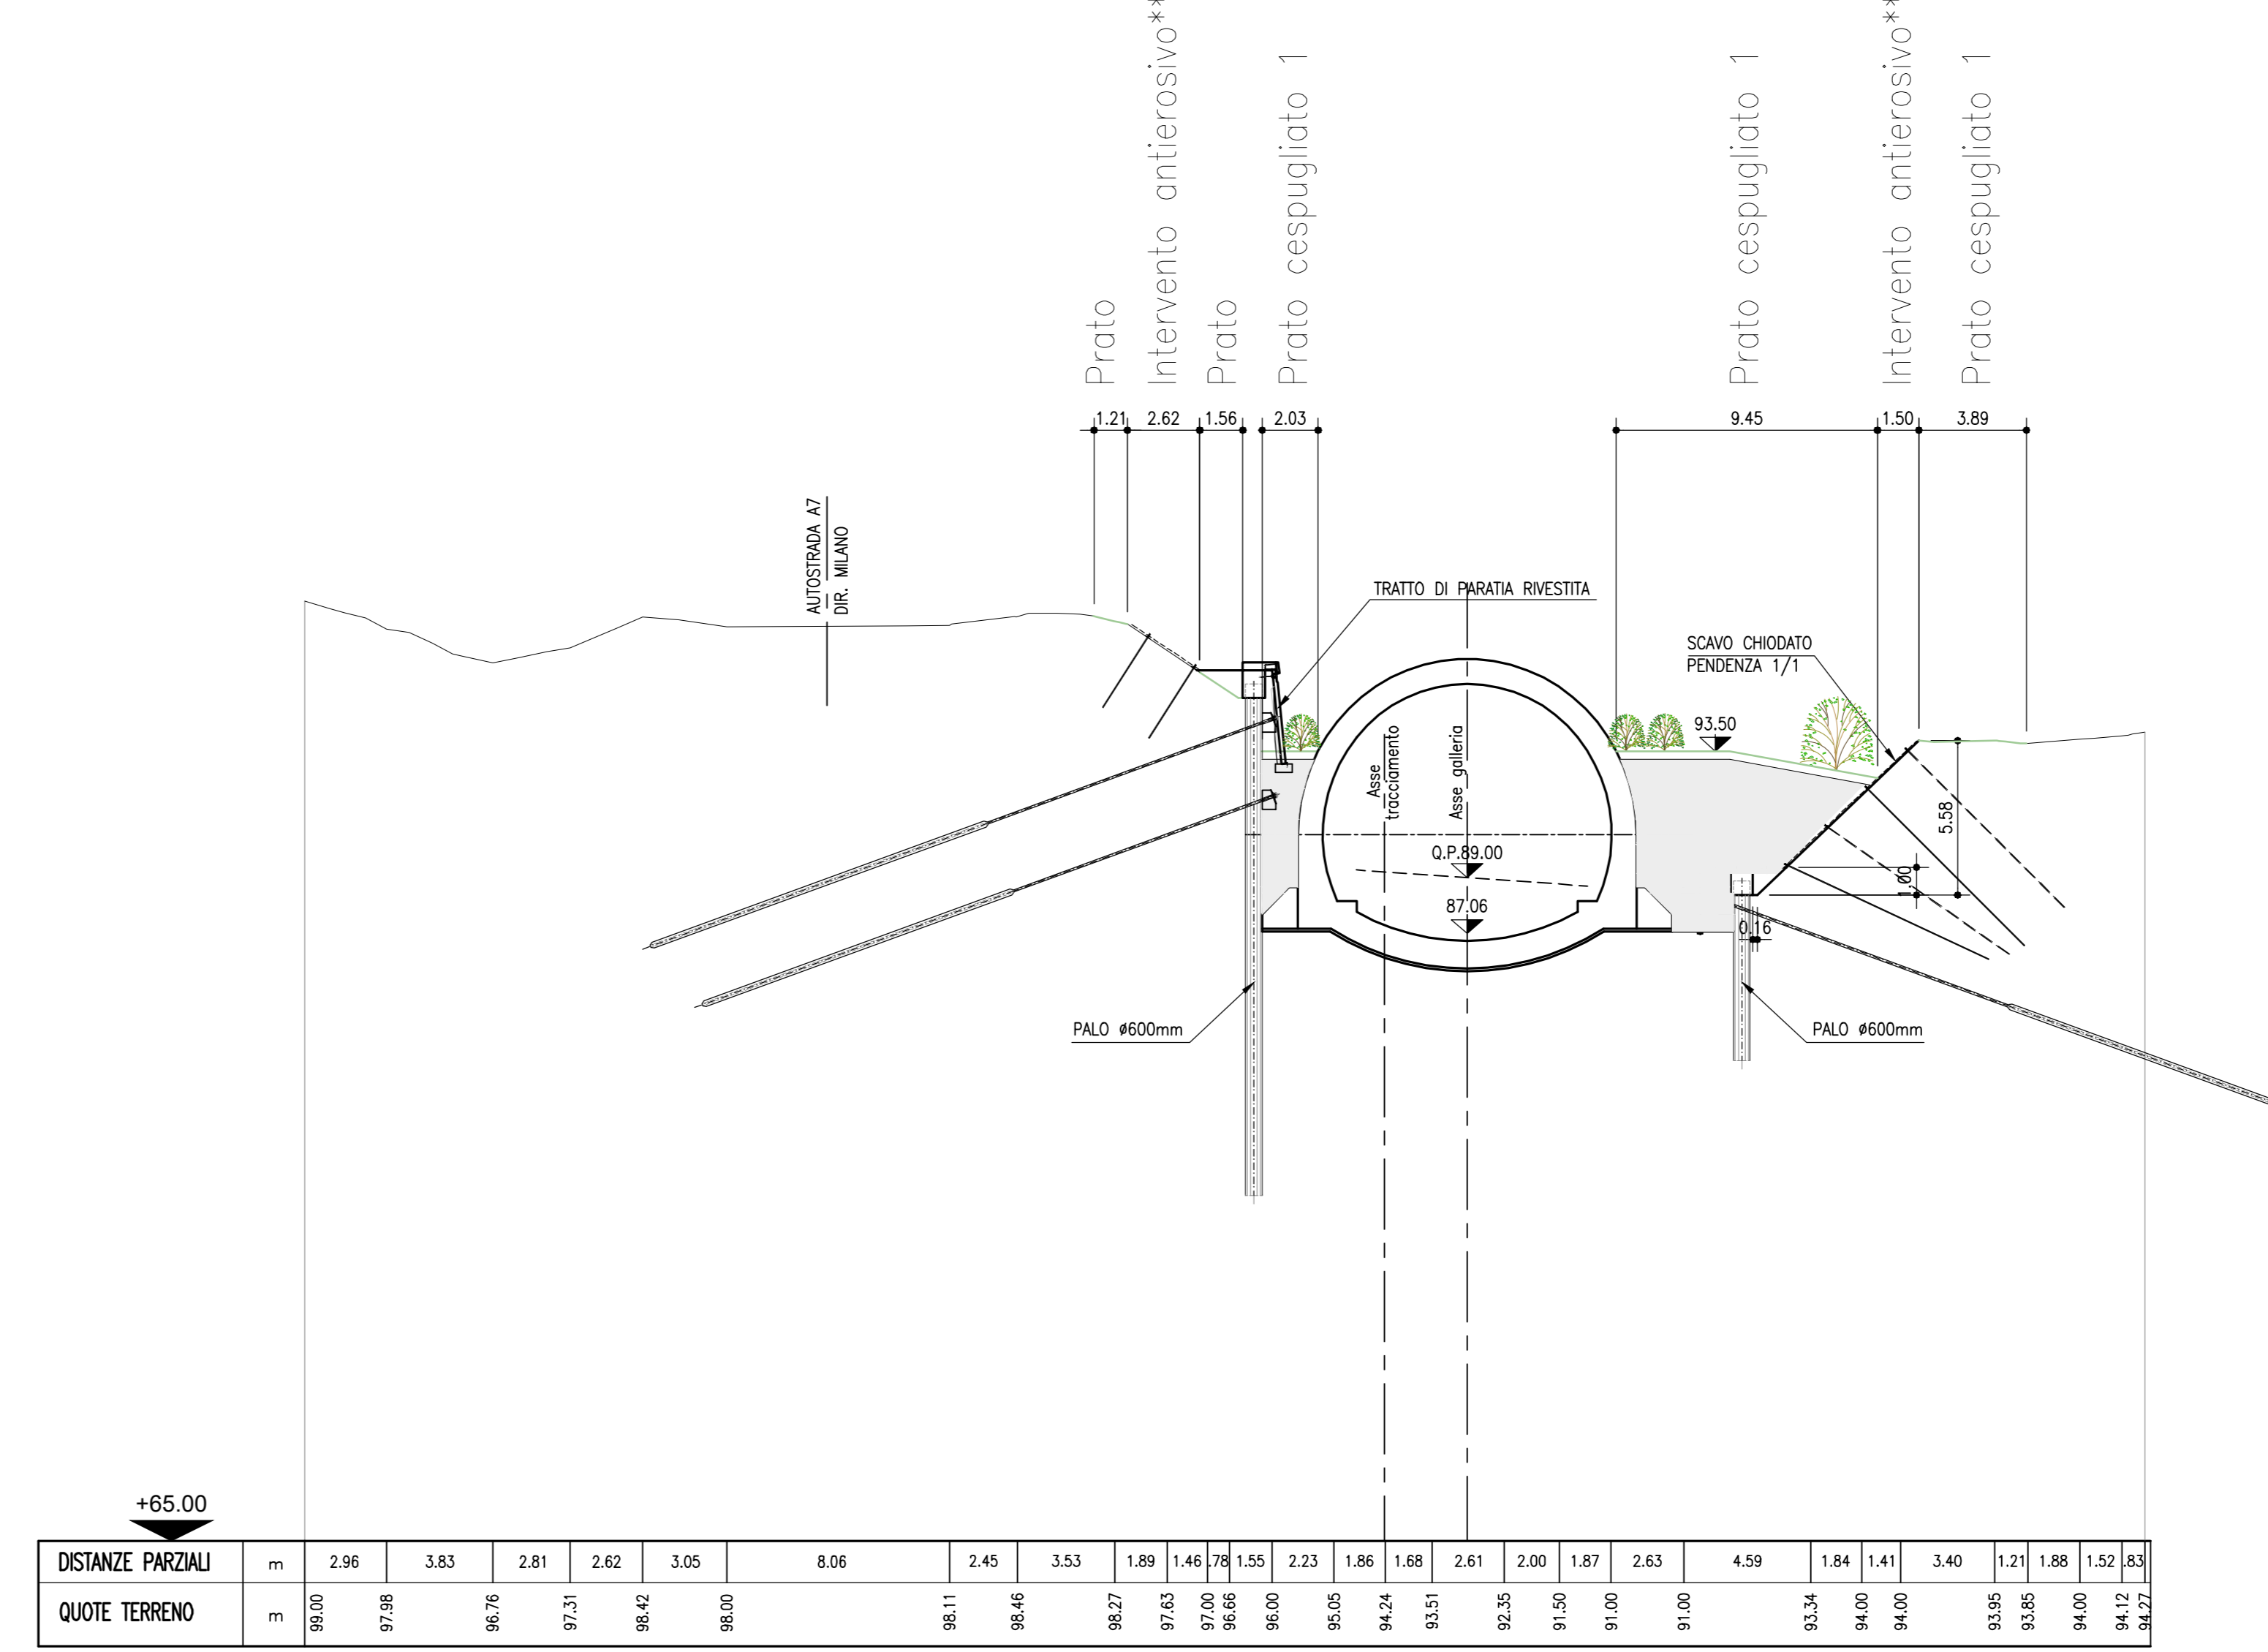 Prato
Intervento antierosivo**
Prato
Prato cespugliato 1
Prato cespugliato 1
Intervento antierosivo**
Prato cespugliato 1
1.21 2.62 1.56 2.03 9.45 1.50 3.89
AUTOSTRADA A7
DIR. MILANO
TRATTO DI PARATIA RIVESTITA
SCAVO CHIODATO
PENDENZA 1/1
93.50
Asse
tracciamento
Asse galleria
5.58
Q.P.89.00
1.00
87.06
0.16
PALO ø600mm
PALO ø600mm
+65.00
DISTANZE PARZIALI m 2.96 3.83 2.81 2.62 3.05 8.06 2.45 3.53 1.89 1.46 .78 1.55 2.23 1.86 1.68 2.61 2.00 1.87 2.63 4.59 1.84 1.41 3.40 1.21 1.88 1.52 .83
QUOTE TERRENO m 99.00 97.98 96.76 97.31 98.42 98.00 98.11 98.46 98.27 97.63 97.00 96.66 96.00 95.05 94.24 93.51 92.35 91.50 91.00 91.00 93.34 94.00 94.00 93.95 93.85 94.00 94.12 94.27